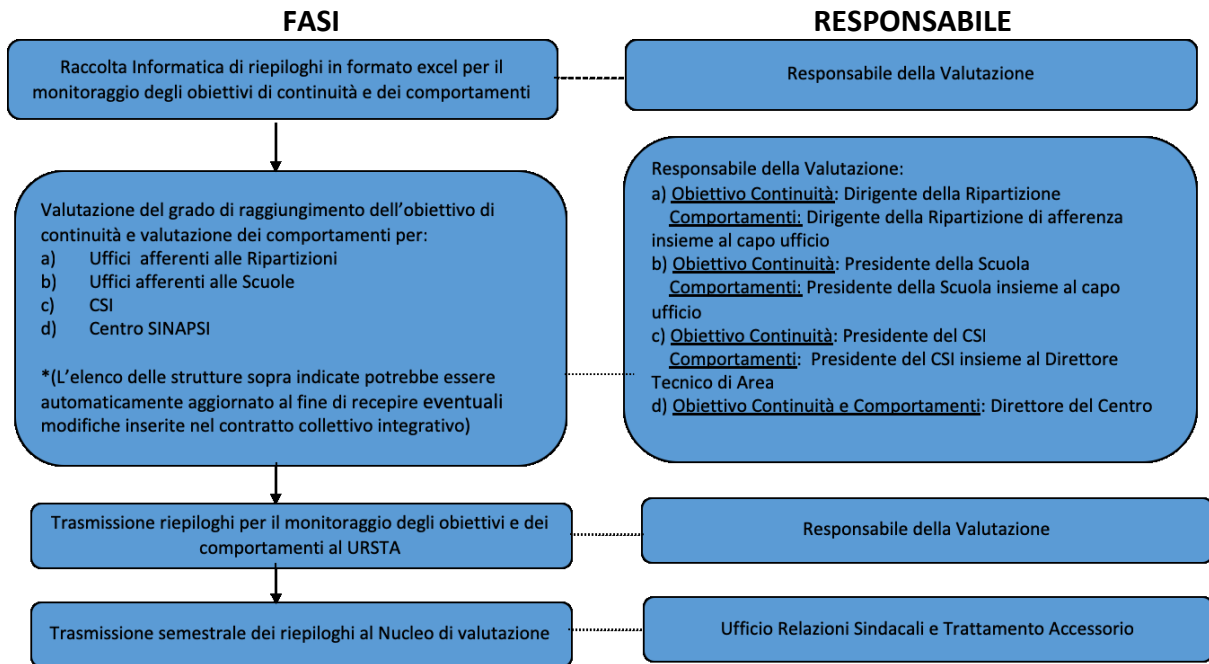 FASI
RESPONSABILE
Raccolta Informatica di riepiloghi in formato excel per il
monitoraggio degli obiettivi di continuità e dei comportamenti
Responsabile della Valutazione
Valutazione del grado di raggiungimento dell'obiettivo di
continuità e valutazione dei comportamenti per:
a) Uffici afferenti alle Ripartizioni
b) Uffici afferenti alle Scuole
c) CSI
d) Centro SINAPSI
*(L'elenco delle strutture sopra indicate potrebbe essere
automaticamente aggiornato al fine di recepire eventuali
modifiche inserite nel contratto collettivo integrativo)
Responsabile della Valutazione:
a) Obiettivo Continuità: Dirigente della Ripartizione
Comportamenti: Dirigente della Ripartizione di afferenza
insieme al capo ufficio
b) Obiettivo Continuità: Presidente della Scuola
Comportamenti: Presidente della Scuola insieme al capo
ufficio
c) Obiettivo Continuità: Presidente del CSI
Comportamenti: Presidente del CSI insieme al Direttore
Tecnico di Area
d) Obiettivo Continuità e Comportamenti: Direttore del Centro
Trasmissione riepiloghi per il monitoraggio degli obiettivi e dei
comportamenti al URSTA
Responsabile della Valutazione
Trasmissione semestrale dei riepiloghi al Nucleo di valutazione
Ufficio Relazioni Sindacali e Trattamento Accessorio